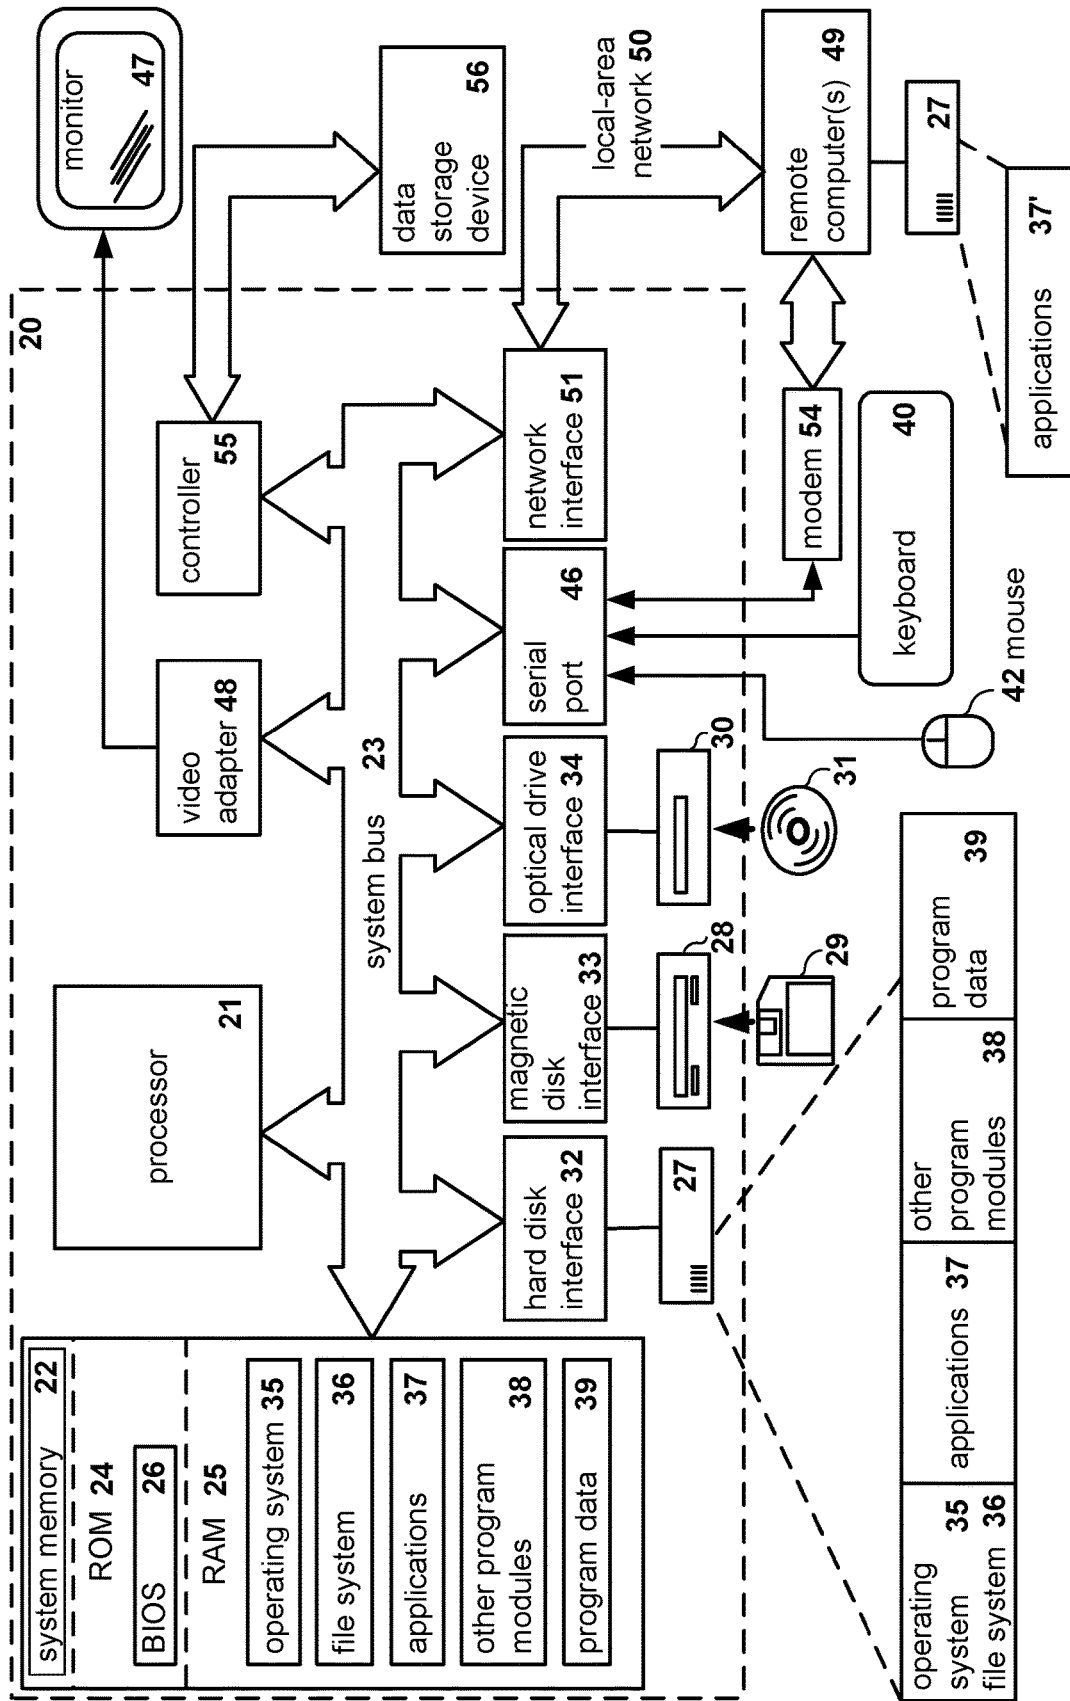 20
system memory 22
ROM 24
BIOS 26
RAM 25
operating system 35
file system 36
applications 37
other program
modules 38
program data 39
processor
21
video
adapter 48
controller
55
monitor
47
system bus 23
data
storage
device 56
hard disk
interface 32
magnetic
disk
interface 33
optical drive
interface 34
serial
port 46
network
interface 51
local-area
network 50
27
28
30
29
31
modem 54
remote
computer(s) 49
27
keyboard 40
42 mouse
operating
system 35
file system 36
applications 37
other
program
modules 38
program
data 39
applications 37'